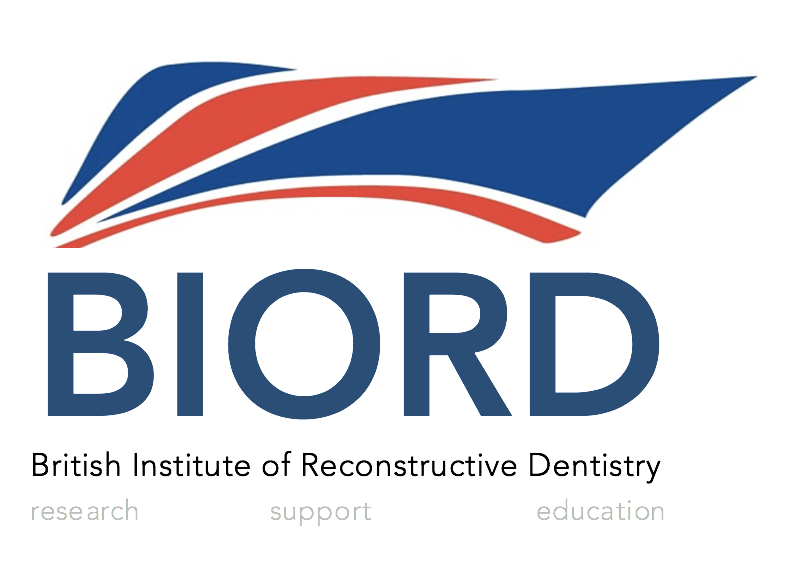 BIORD
British Institute of Reconstructive Dentistry
research support education